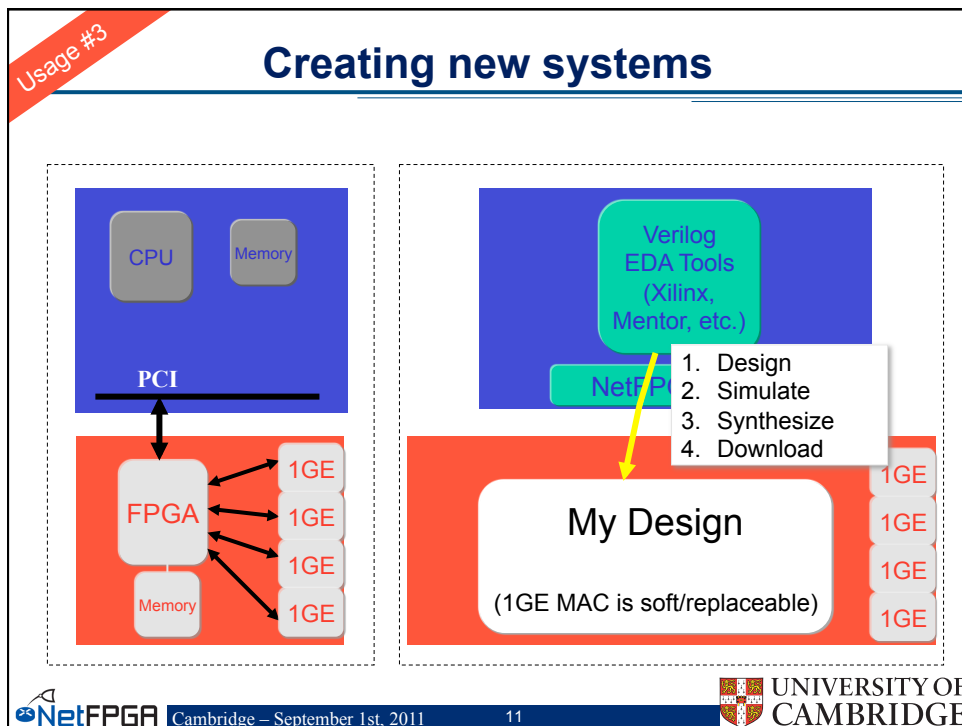 Usage #3
Creating new systems
CPU
Memory
PCI
FPGA
Memory
1GE
1GE
1GE
1GE
Verilog
EDA Tools
(Xilinx,
Mentor, etc.)
1. Design
2. Simulate
3. Synthesize
4. Download
My Design
(1GE MAC is soft/replaceable)
1GE
1GE
1GE
1GE
NetFPGA
Cambridge – September 1st, 2011
11
UNIVERSITY OF
CAMBRIDGE